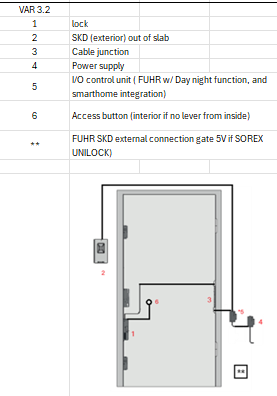 VAR 3.2
1 lock
2 SKD (exterior) out of slab
3 Cable junction
4 Power supply
5 I/O control unit ( FUHR w/ Day night function, and
smarthome integration)
6 Access button (interior if no lever from inside)
** FUHR SKD external connection gate 5V if SOREX
UNILOCK)
2
6
3
*5
4
1
**